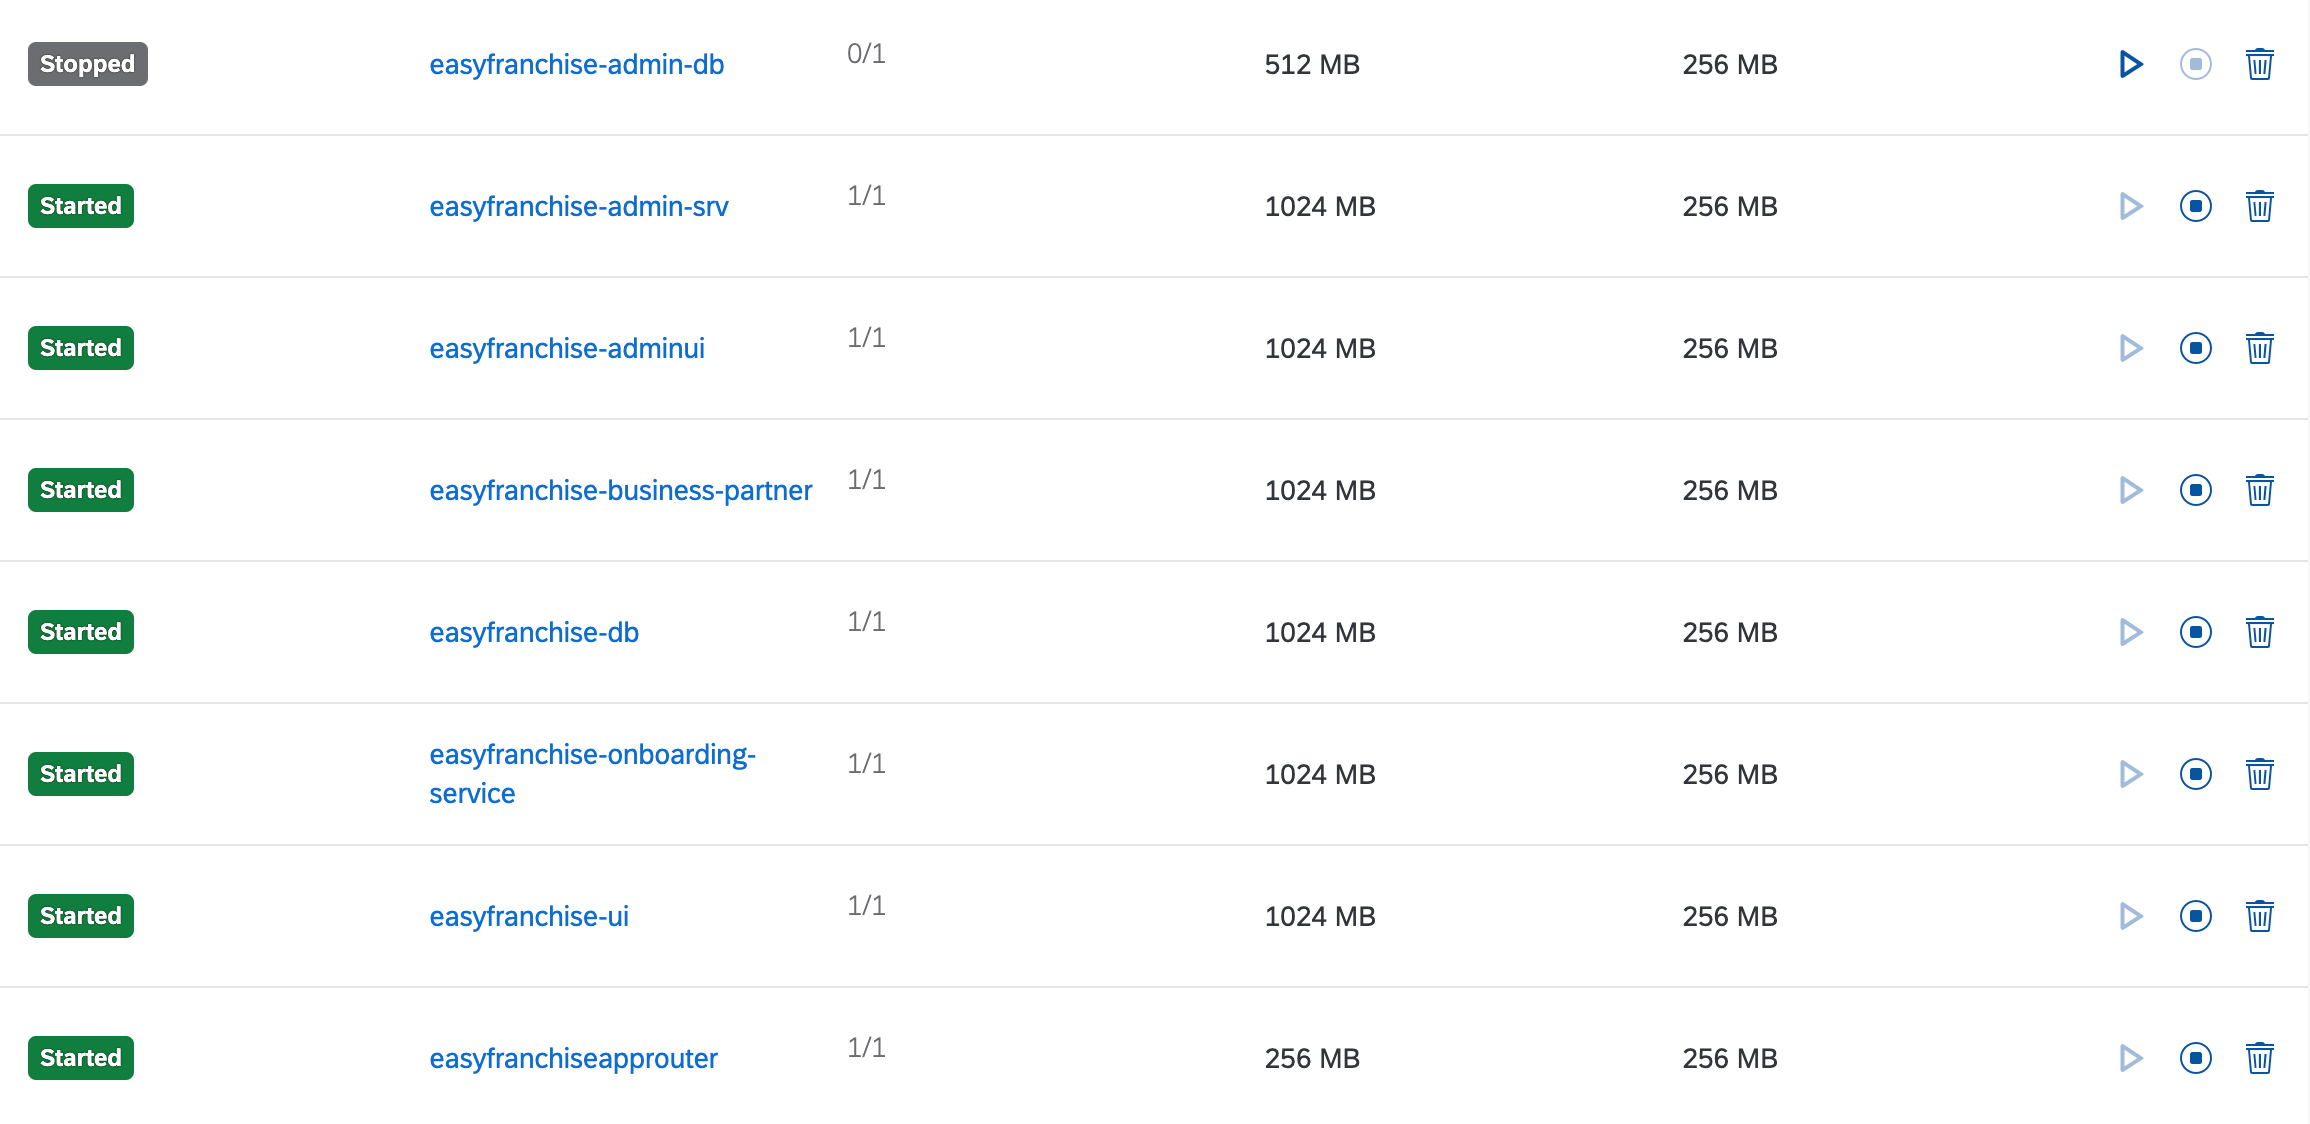 Stopped easyfranchise-admin-db 0/1 512 MB 256 MB
Started easyfranchise-admin-srv 1/1 1024 MB 256 MB
Started easyfranchise-adminui 1/1 1024 MB 256 MB
Started easyfranchise-business-partner 1/1 1024 MB 256 MB
Started easyfranchise-db 1/1 1024 MB 256 MB
Started easyfranchise-onboarding- 1/1 1024 MB 256 MB
service
Started easyfranchise-ui 1/1 1024 MB 256 MB
Started easyfranchiseapprouter 1/1 256 MB 256 MB